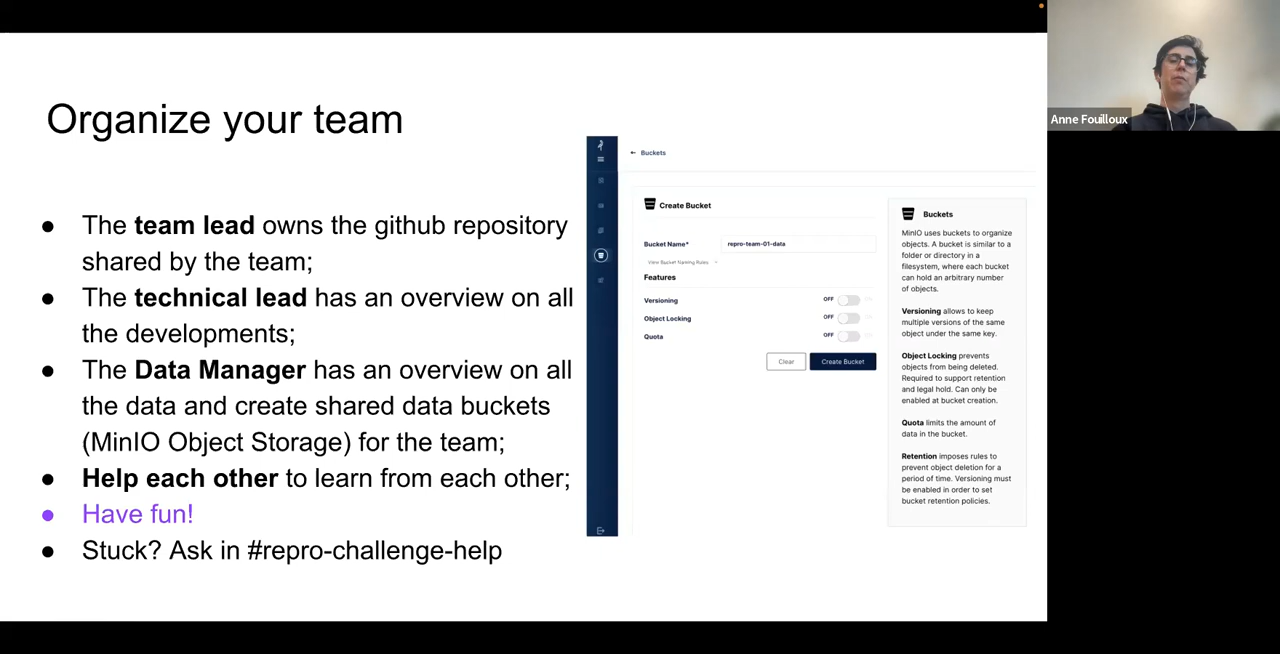 Organize your team
● The team lead owns the github repository
shared by the team;
● The technical lead has an overview on all
the developments;
● The Data Manager has an overview on all
the data and create shared data buckets
(MinIO Object Storage) for the team;
● Help each other to learn from each other;
● Have fun!
● Stuck? Ask in #repro-challenge-help
← Buckets
Create Bucket
Bucket Name* repro-team-01-data
View Bucket Naming Rules
Features
Versioning OFF
Object Locking OFF
Quota OFF
Clear Create Bucket
Buckets
MinIO uses buckets to organize
objects. A bucket is similar to a
folder or directory in a
filesystem, where each bucket
can hold an arbitrary number
of objects.
Versioning allows to keep
multiple versions of the same
object under the same key.
Object Locking prevents
objects from being deleted.
Required to support retention
and legal hold. Can only be
enabled at bucket creation.
Quota limits the amount of
data in the bucket.
Retention imposes rules to
prevent object deletion for a
period of time. Versioning must
be enabled in order to set
bucket retention policies.
Anne Fouilloux